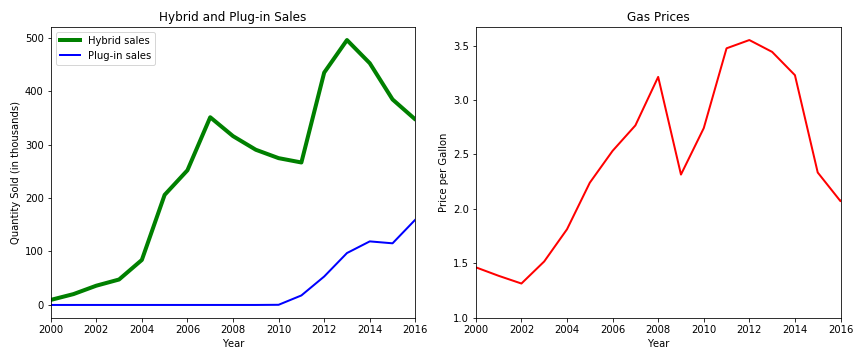 Hybrid and Plug-in Sales
Quantity Sold (in thousands)
500
400
300
200
100
0
Hybrid sales
Plug-in sales
2000 2002 2004 2006 2008 2010 2012 2014 2016
Year
Gas Prices
Price per Gallon
3.5
3.0
2.5
2.0
1.5
1.0
2000 2002 2004 2006 2008 2010 2012 2014 2016
Year